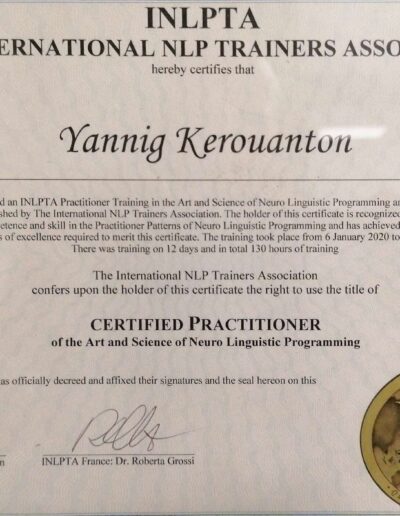 INLPTA
ERNATIONAL NLP TRAINERS ASSO
hereby certifies that
Yannig Kerouanton
d an INLPTA Practitioner Training in the Art and Science of Neuro Linguistic Programming a
shed by The International NLP Trainers Association. The holder of this certificate is recognized
etence and skill in the Practitioner Patterns of Neuro Linguistic Programming and has achieved
s of excellence required to merit this certificate. The training took place from 6 January 2020 to
There was training on 12 days and in total 130 hours of training
The International NLP Trainers Association
confers upon the holder of this certificate the right to use the title of
CERTIFIED PRACTITIONER
of the Art and Science of Neuro Linguistic Programming
as officially decreed and affixed their signatures and the seal hereon on this
n INLPTA France: Dr. Roberta Grossi